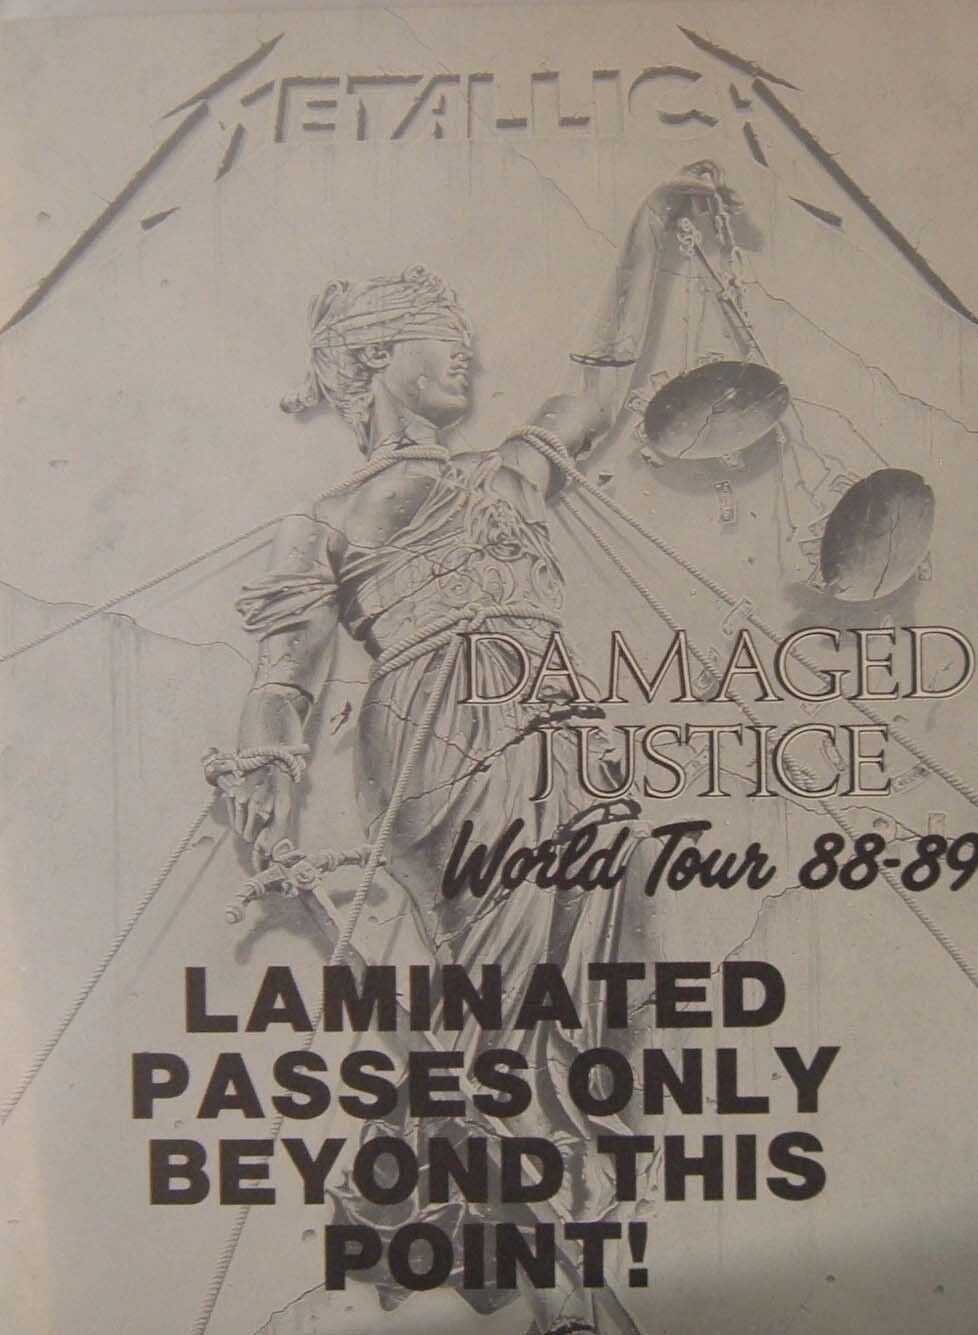 METALLICA
DAMAGED
JUSTICE
World Tour 88-89
LAMINATED
PASSES ONLY
BEYOND THIS
POINT!